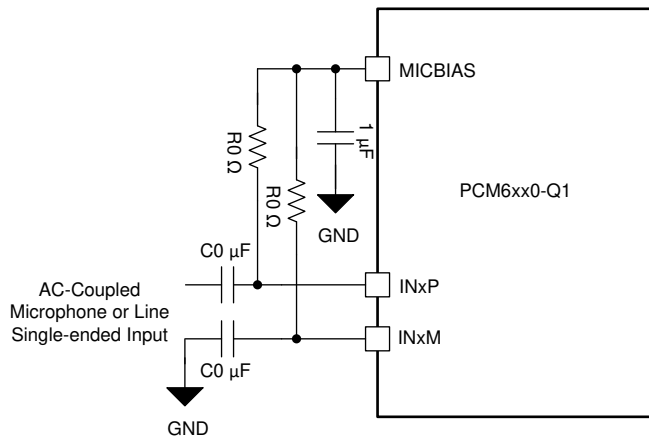 MICBIAS
R0 Ω
R0 Ω
1 µF
PCM6xx0-Q1
GND
C0 µF
INxP
AC-Coupled
Microphone or Line
Single-ended Input
INxM
C0 µF
GND